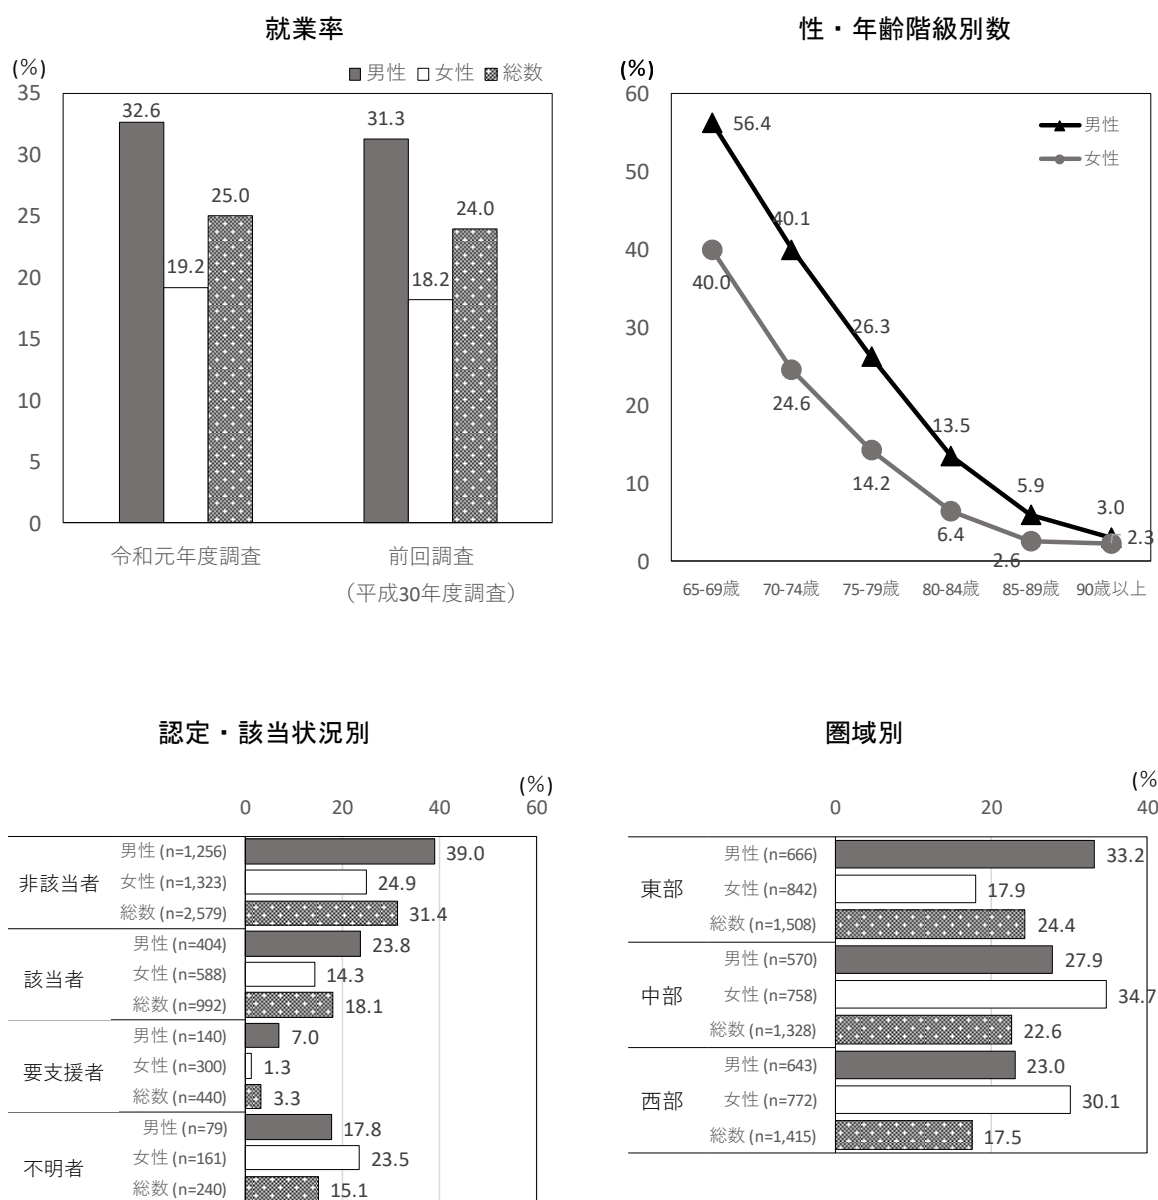 就業率
(%)
男性 女性 総数
35
30
25
20
15
10
5
0
32.6
19.2
25.0
31.3
18.2
24.0
令和元年度調査
前回調査
（平成30年度調査）
性・年齢階級別数
(%)
60
50
40
30
20
10
0
男性
女性
56.4
40.1
26.3
13.5
5.9
3.0
40.0
24.6
14.2
6.4
2.6
2.3
65-69歳 70-74歳 75-79歳 80-84歳 85-89歳 90歳以上
認定・該当状況別
(%)
0 20 40 60
非該当者
男性 (n=1,256) 39.0
女性 (n=1,323) 24.9
総数 (n=2,579) 31.4
該当者
男性 (n=404) 23.8
女性 (n=588) 14.3
総数 (n=992) 18.1
要支援者
男性 (n=140) 7.0
女性 (n=300) 1.3
総数 (n=440) 3.3
不明者
男性 (n=79) 17.8
女性 (n=161) 23.5
総数 (n=240) 15.1
圏域別
(%
0 20 40
東部
男性 (n=666) 33.2
女性 (n=842) 17.9
総数 (n=1,508) 24.4
中部
男性 (n=570) 27.9
女性 (n=758) 34.7
総数 (n=1,328) 22.6
西部
男性 (n=643) 23.0
女性 (n=772) 30.1
総数 (n=1,415) 17.5